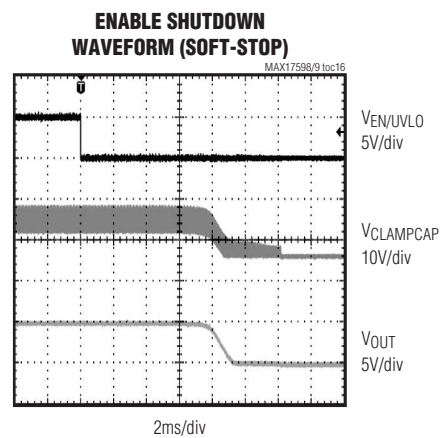 ENABLE SHUTDOWN
WAVEFORM (SOFT-STOP)
MAX17598/9 toc16
T
VEN/UVLO
5V/div
VCLAMPCAP
10V/div
VOUT
5V/div
2ms/div